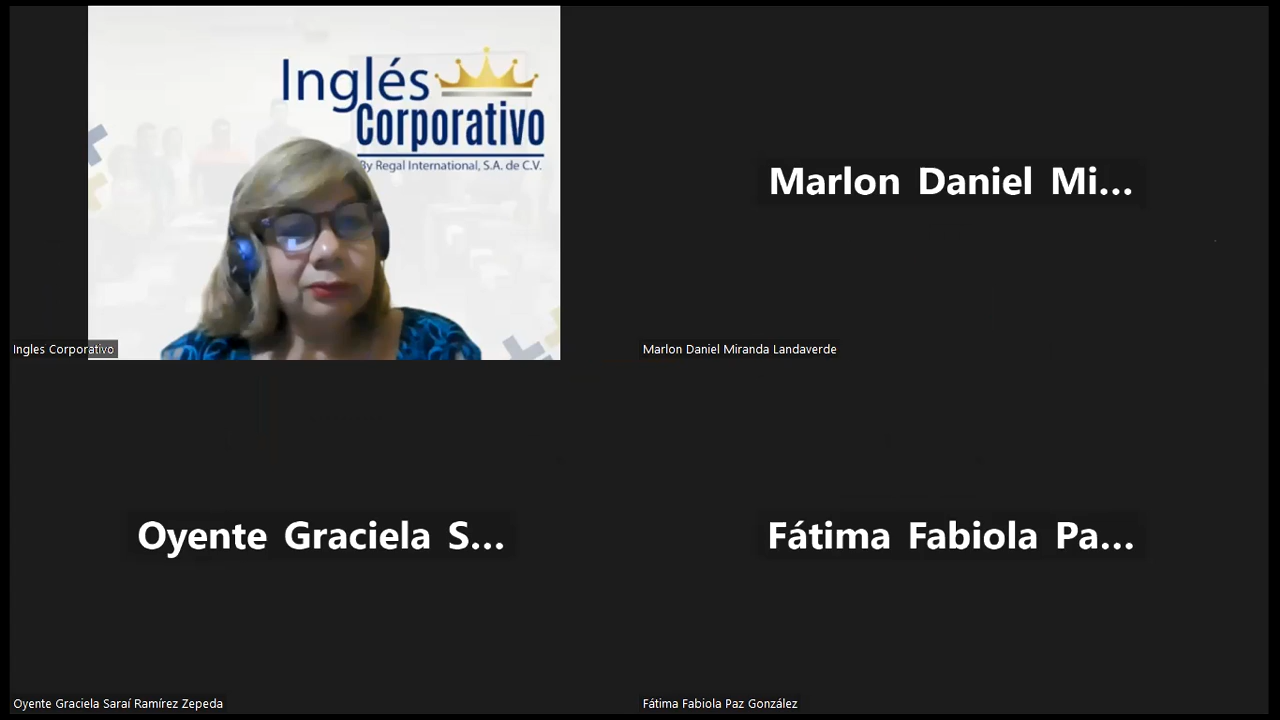 Inglés
Corporativo
By Regal International, S.A. de C.V.
Ingles Corporativo
Marlon Daniel Mi...
Marlon Daniel Miranda Landaverde
Oyente Graciela S...
Oyente Graciela Saraí Ramírez Zepeda
Fátima Fabiola Pa...
Fátima Fabiola Paz González